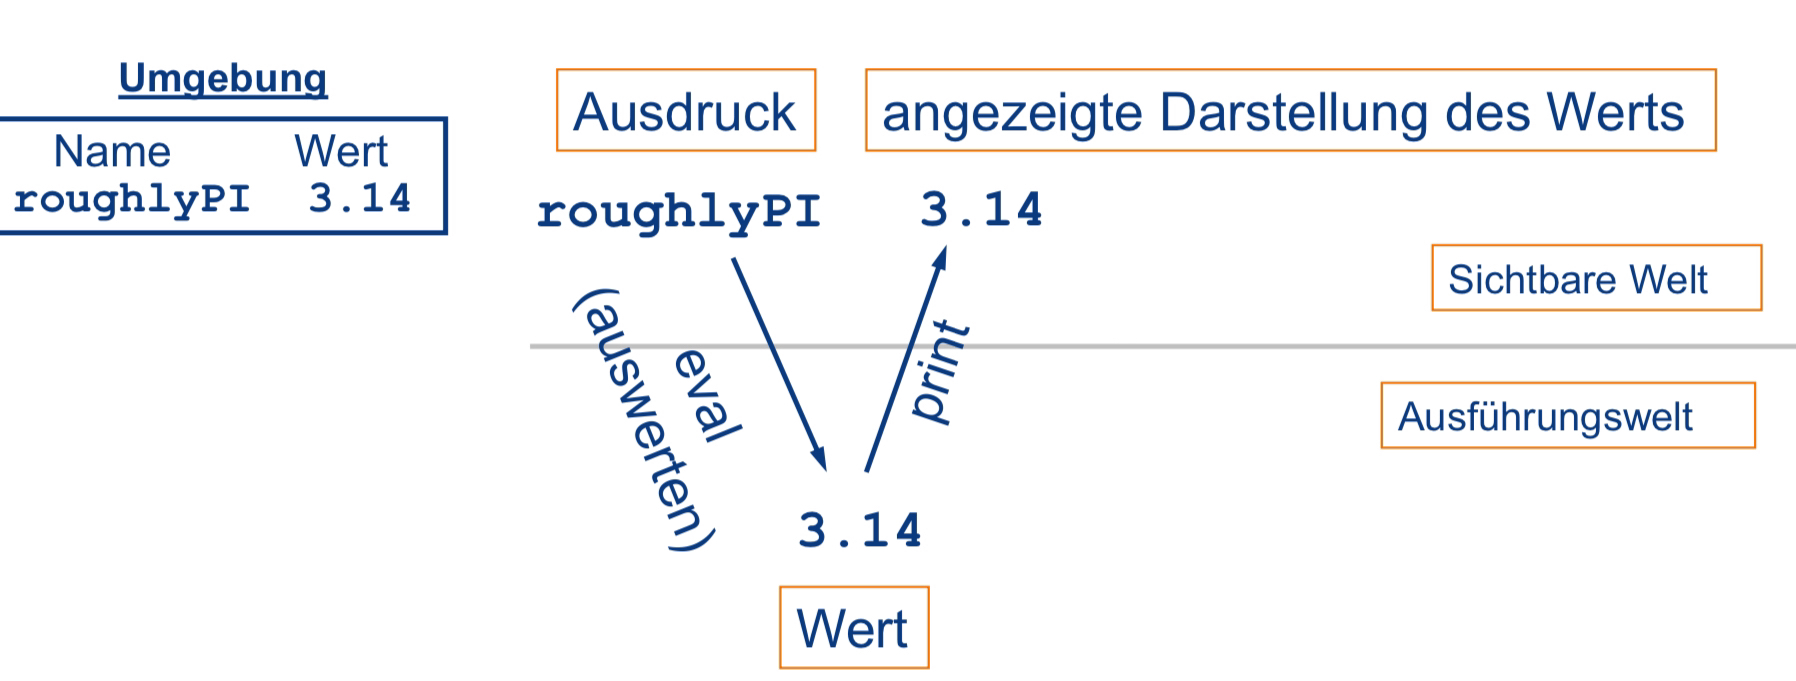 Umgebung
Name Wert
roughlyPI 3.14
Ausdruck
angezeigte Darstellung des Werts
roughlyPI 3.14
Sichtbare Welt
eval
(auswerten)
print
Ausführungswelt
3.14
Wert